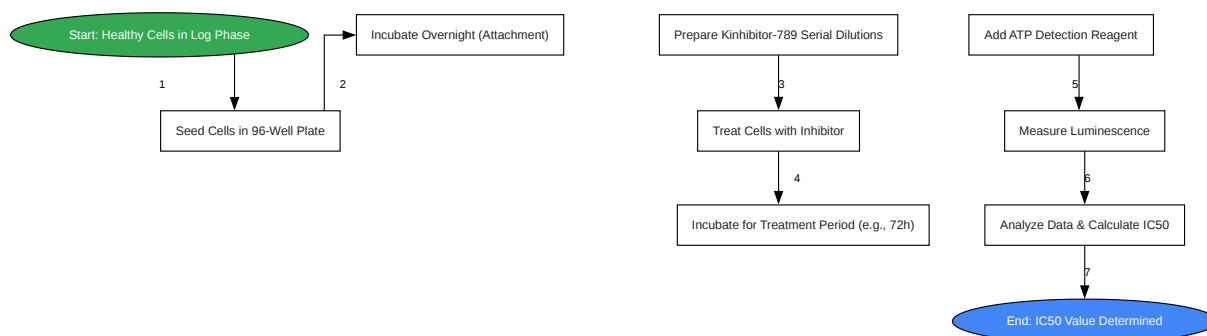 Start: Healthy Cells in Log Phase
1
Seed Cells in 96-Well Plate
2
Incubate Overnight (Attachment)
Prepare Kinhibitor-789 Serial Dilutions
3
Treat Cells with Inhibitor
4
Incubate for Treatment Period (e.g., 72h)
Add ATP Detection Reagent
5
Measure Luminescence
6
Analyze Data & Calculate IC50
7
End: IC50 Value Determined